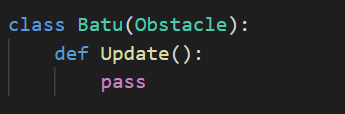 class Batu(Obstacle):
    def Update():
        pass